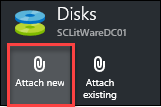 Disks
SCLitWareDC01
Attach new
Attach existing